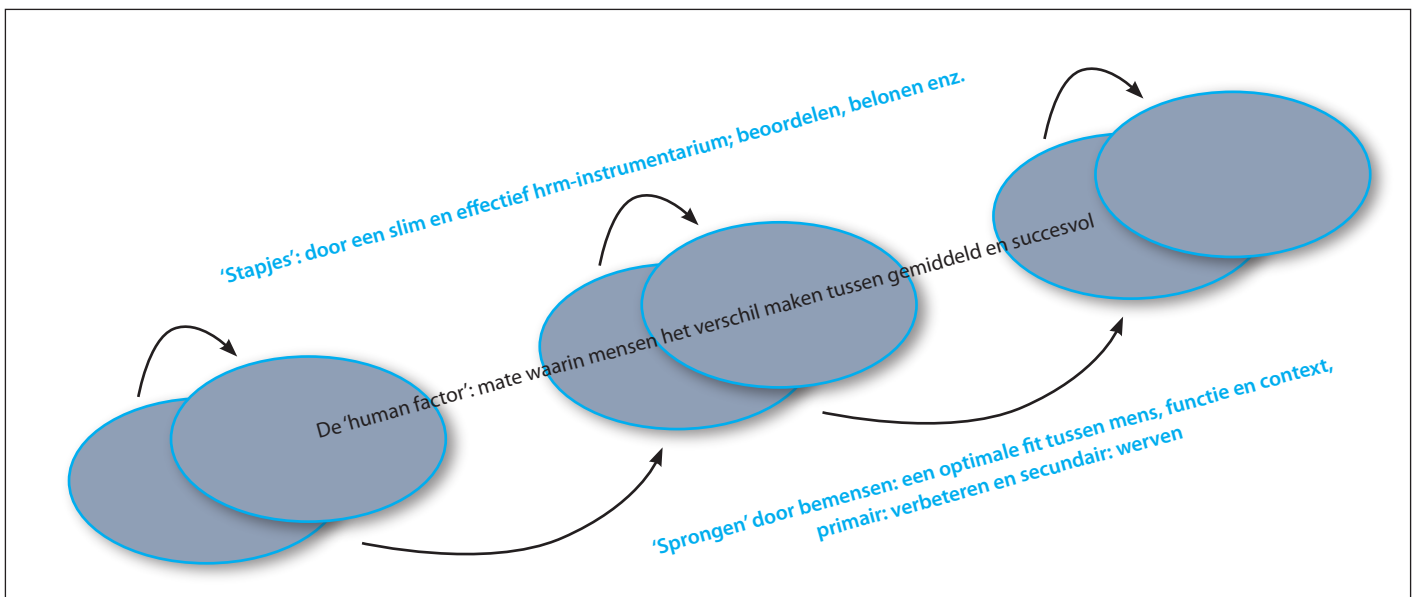 ‘Stapjes’: door een slim en effectief hrm-instrumentarium; beoordelen, belonen enz.
De ‘human factor’: mate waarin mensen het verschil maken tussen gemiddeld en succesvol
‘Sprongen’ door bemensen: een optimale fit tussen mens, functie en context,
primair: verbeteren en secundair: werven